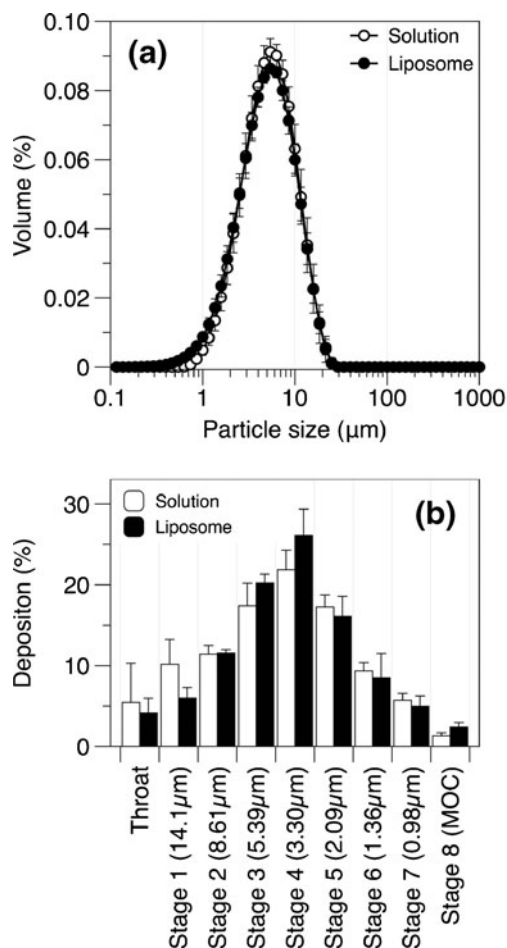 (a)
Solution
Liposome
0.10
0.08
0.06
0.04
0.02
0
Volume (%)
0.1
1
10
100
1000
Particle size (µm)
(b)
Solution
Liposome
30
20
10
0
Depositon (%)
Throat
Stage 1 (14.1µm)
Stage 2 (8.61µm)
Stage 3 (5.39µm)
Stage 4 (3.30µm)
Stage 5 (2.09µm)
Stage 6 (1.36µm)
Stage 7 (0.98µm)
Stage 8 (MOC)